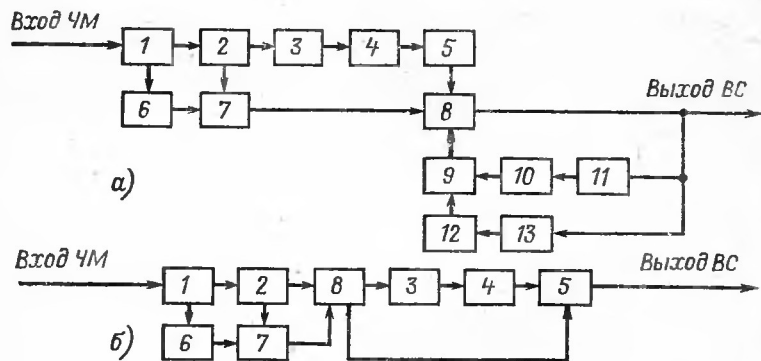 Вход ЧМ
1 2 3 4 5
6 7 8
Выход ВС
9 10 11
а)
12 13
Вход ЧМ
1 2 8 3 4 5
Выход ВС
б)
6 7